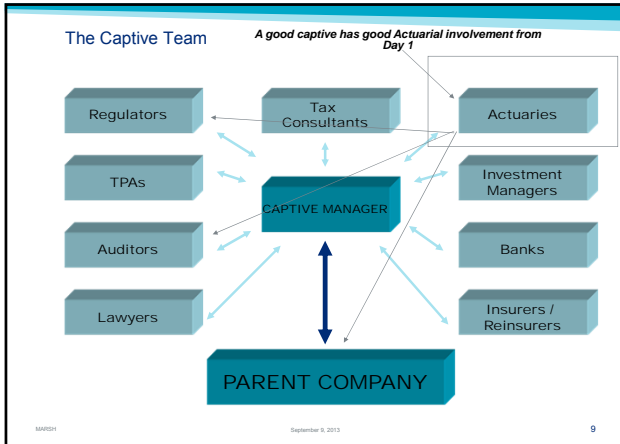 The Captive Team
A good captive has good Actuarial involvement from
Day 1
Regulators
Tax
Consultants
Actuaries
TPAs
CAPTIVE MANAGER
Investment
Managers
Auditors
Banks
Lawyers
Insurers /
Reinsurers
PARENT COMPANY
MARSH
September 9, 2013
9